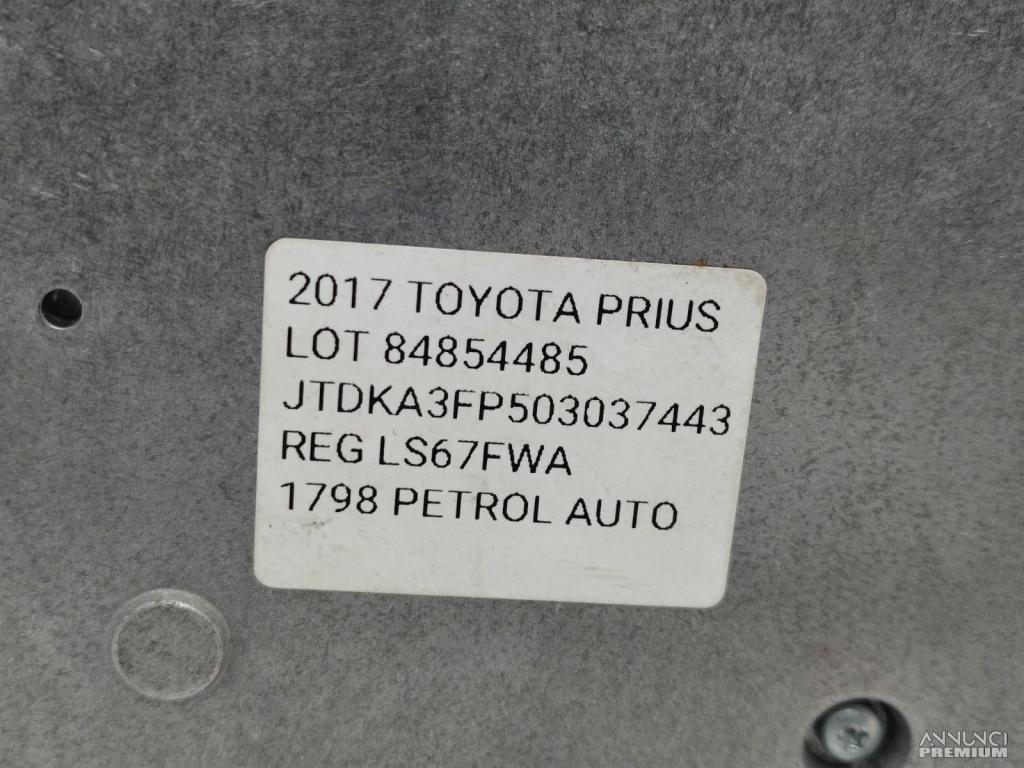 2017 TOYOTA PRIUS
LOT 84854485
JTDKA3FP503037443
REG LS67FWA
1798 PETROL AUTO
ANNUNCI
PREMIUM